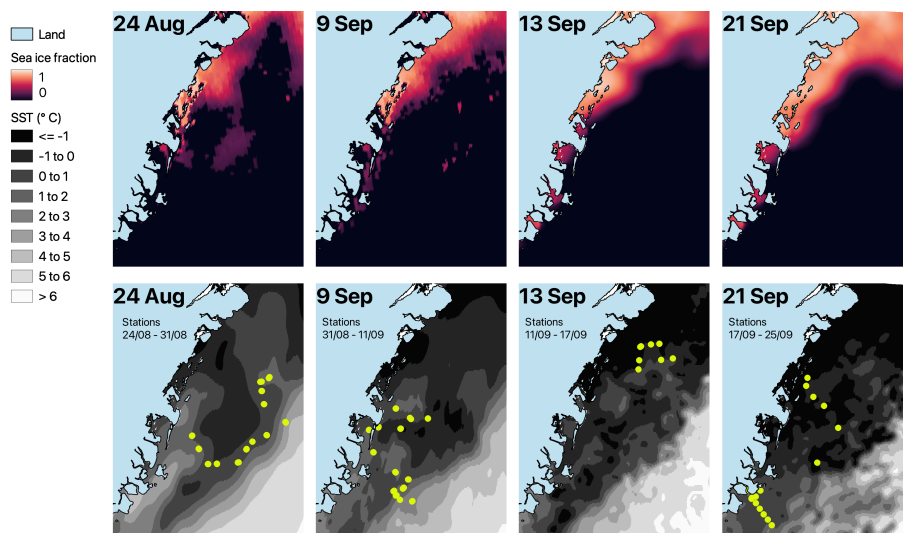 24 Aug
9 Sep
13 Sep
21 Sep
Land
Sea ice fraction
1
0
SST (° C)
<= -1
-1 to 0
0 to 1
1 to 2
2 to 3
3 to 4
4 to 5
5 to 6
> 6
24 Aug
Stations
24/08 - 31/08
9 Sep
Stations
31/08 - 11/09
13 Sep
Stations
11/09 - 17/09
21 Sep
Stations
17/09 - 25/09